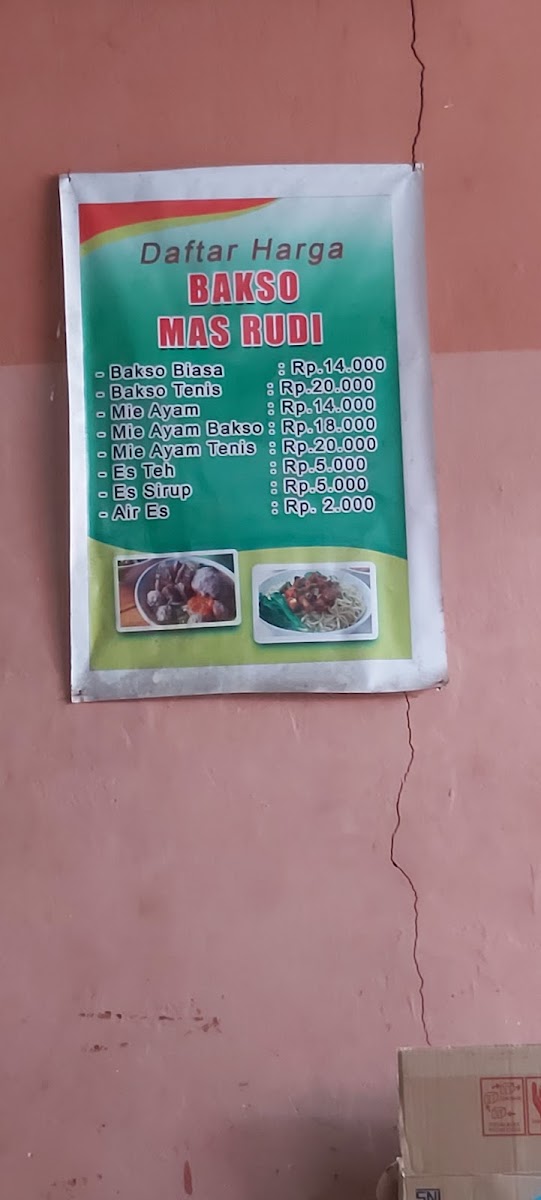 Daftar Harga
BAKSO
MAS RUDI
- Bakso Biasa : Rp.14.000
- Bakso Tenis : Rp.20.000
- Mie Ayam : Rp.14.000
- Mie Ayam Bakso : Rp.18.000
- Mie Ayam Tenis : Rp.20.000
- Es Teh : Rp.5.000
- Es Sirup : Rp.5.000
- Air Es : Rp. 2.000
SNI